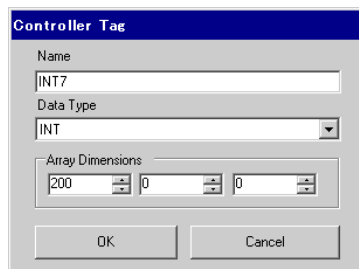 Controller Tag
Name
INT7
Data Type
INT
Array Dimensions
200 0 0
OK Cancel